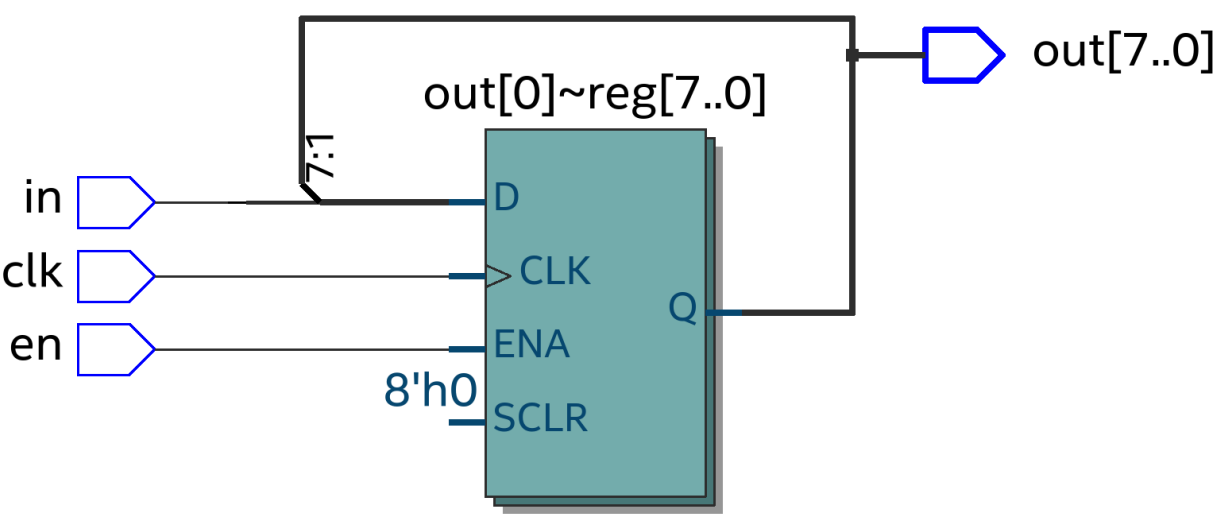 out[7..0]
out[0]~reg[7..0]
7:1
in
D
clk
CLK
Q
en
ENA
8'h0
SCLR